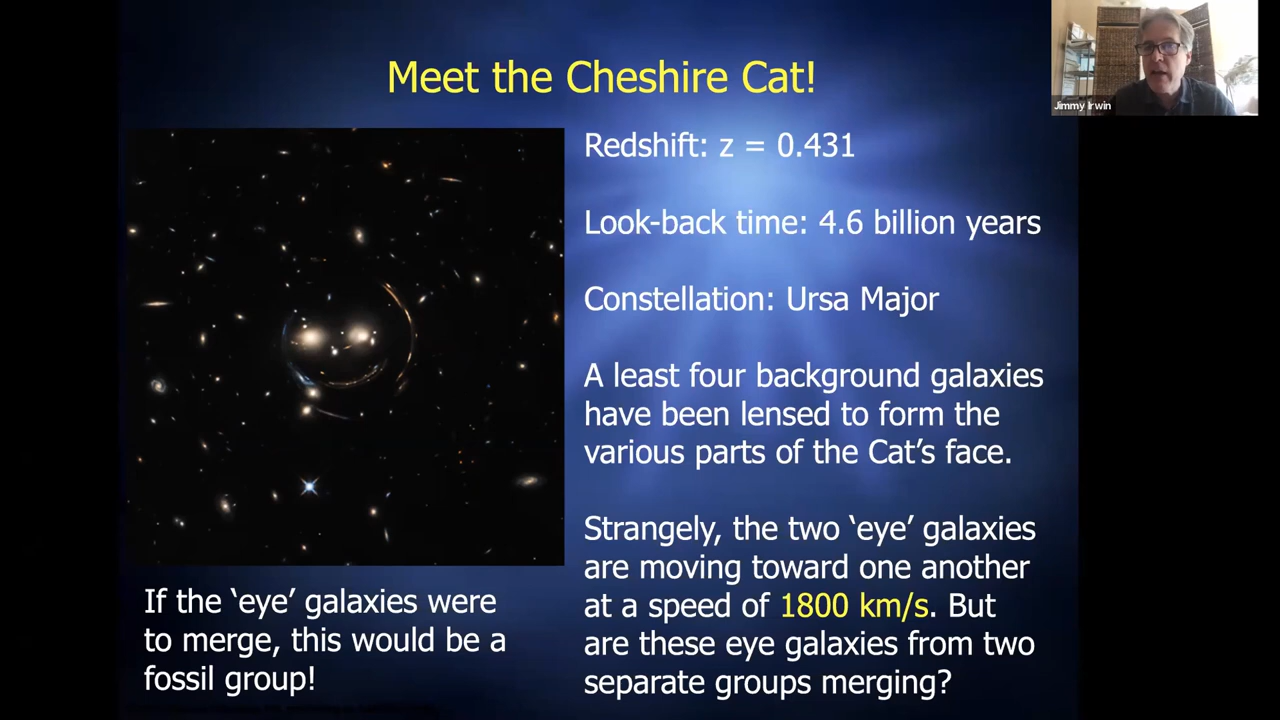 Meet the Cheshire Cat!
Jimmy Irwin
Redshift: z = 0.431
Look-back time: 4.6 billion years
Constellation: Ursa Major
A least four background galaxies
have been lensed to form the
various parts of the Cat’s face.
Strangely, the two ‘eye’ galaxies
are moving toward one another
at a speed of 1800 km/s. But
are these eye galaxies from two
separate groups merging?
If the ‘eye’ galaxies were
to merge, this would be a
fossil group!